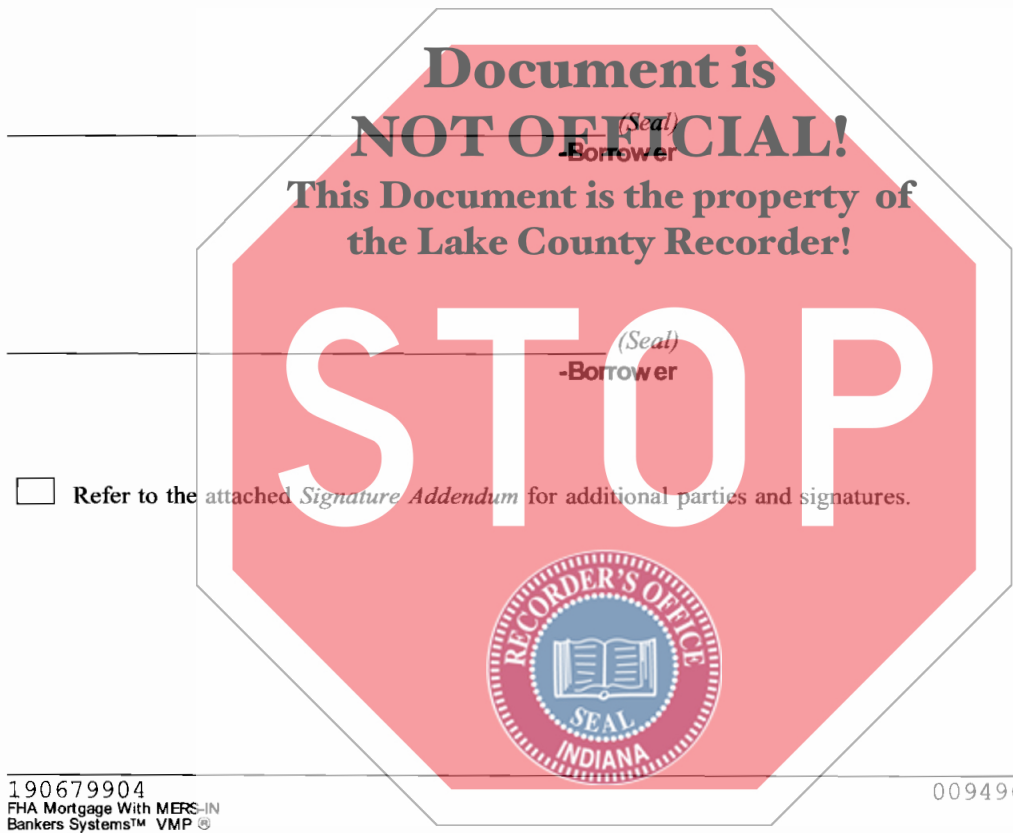 Document is
NOT OFFICIAL!
(Seal)
-Borrower
This Document is the property of
the Lake County Recorder!
STOP
(Seal)
-Borrower
Refer to the attached Signature Addendum for additional parties and signatures.
RECORDER'S OFFICE
SEAL
INDIANA
190679904
FHA Mortgage With MERS-IN
Bankers Systems™ VMP ®